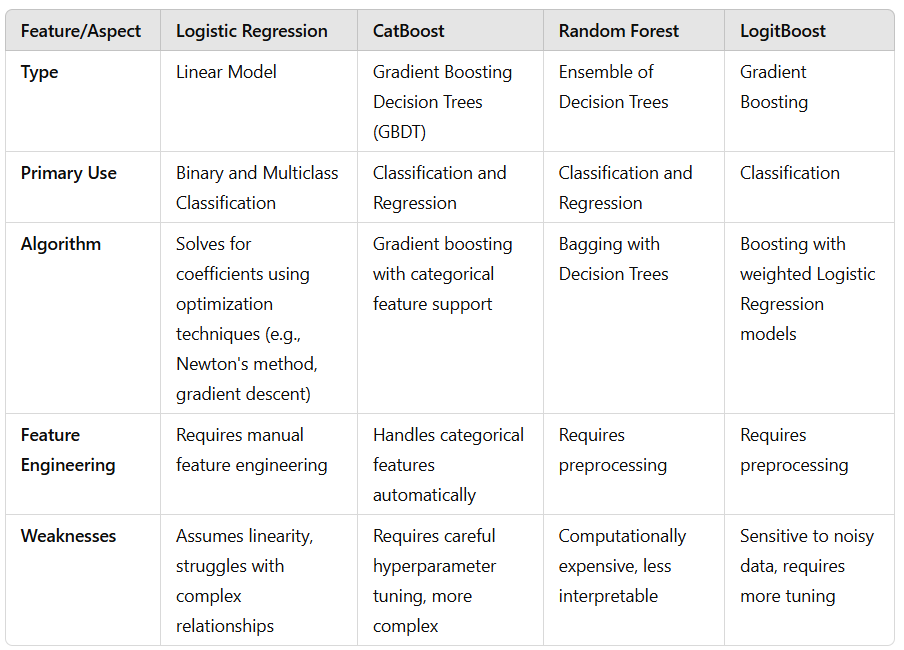 Feature/Aspect Logistic Regression CatBoost Random Forest LogitBoost
Type Linear Model Gradient Boosting Ensemble of Gradient
Decision Trees Decision Trees Boosting
(GBDT)
Primary Use Binary and Multiclass Classification and Classification and Classification
Classification Regression Regression
Algorithm Solves for Gradient boosting Bagging with Boosting with
coefficients using with categorical Decision Trees weighted Logistic
optimization feature support Regression
techniques (e.g., models
Newton's method,
gradient descent)
Feature Requires manual Handles categorical Requires Requires
Engineering feature engineering features preprocessing preprocessing
automatically
Weaknesses Assumes linearity, Requires careful Computationally Sensitive to noisy
struggles with hyperparameter expensive, less data, requires
complex tuning, more interpretable more tuning
relationships complex